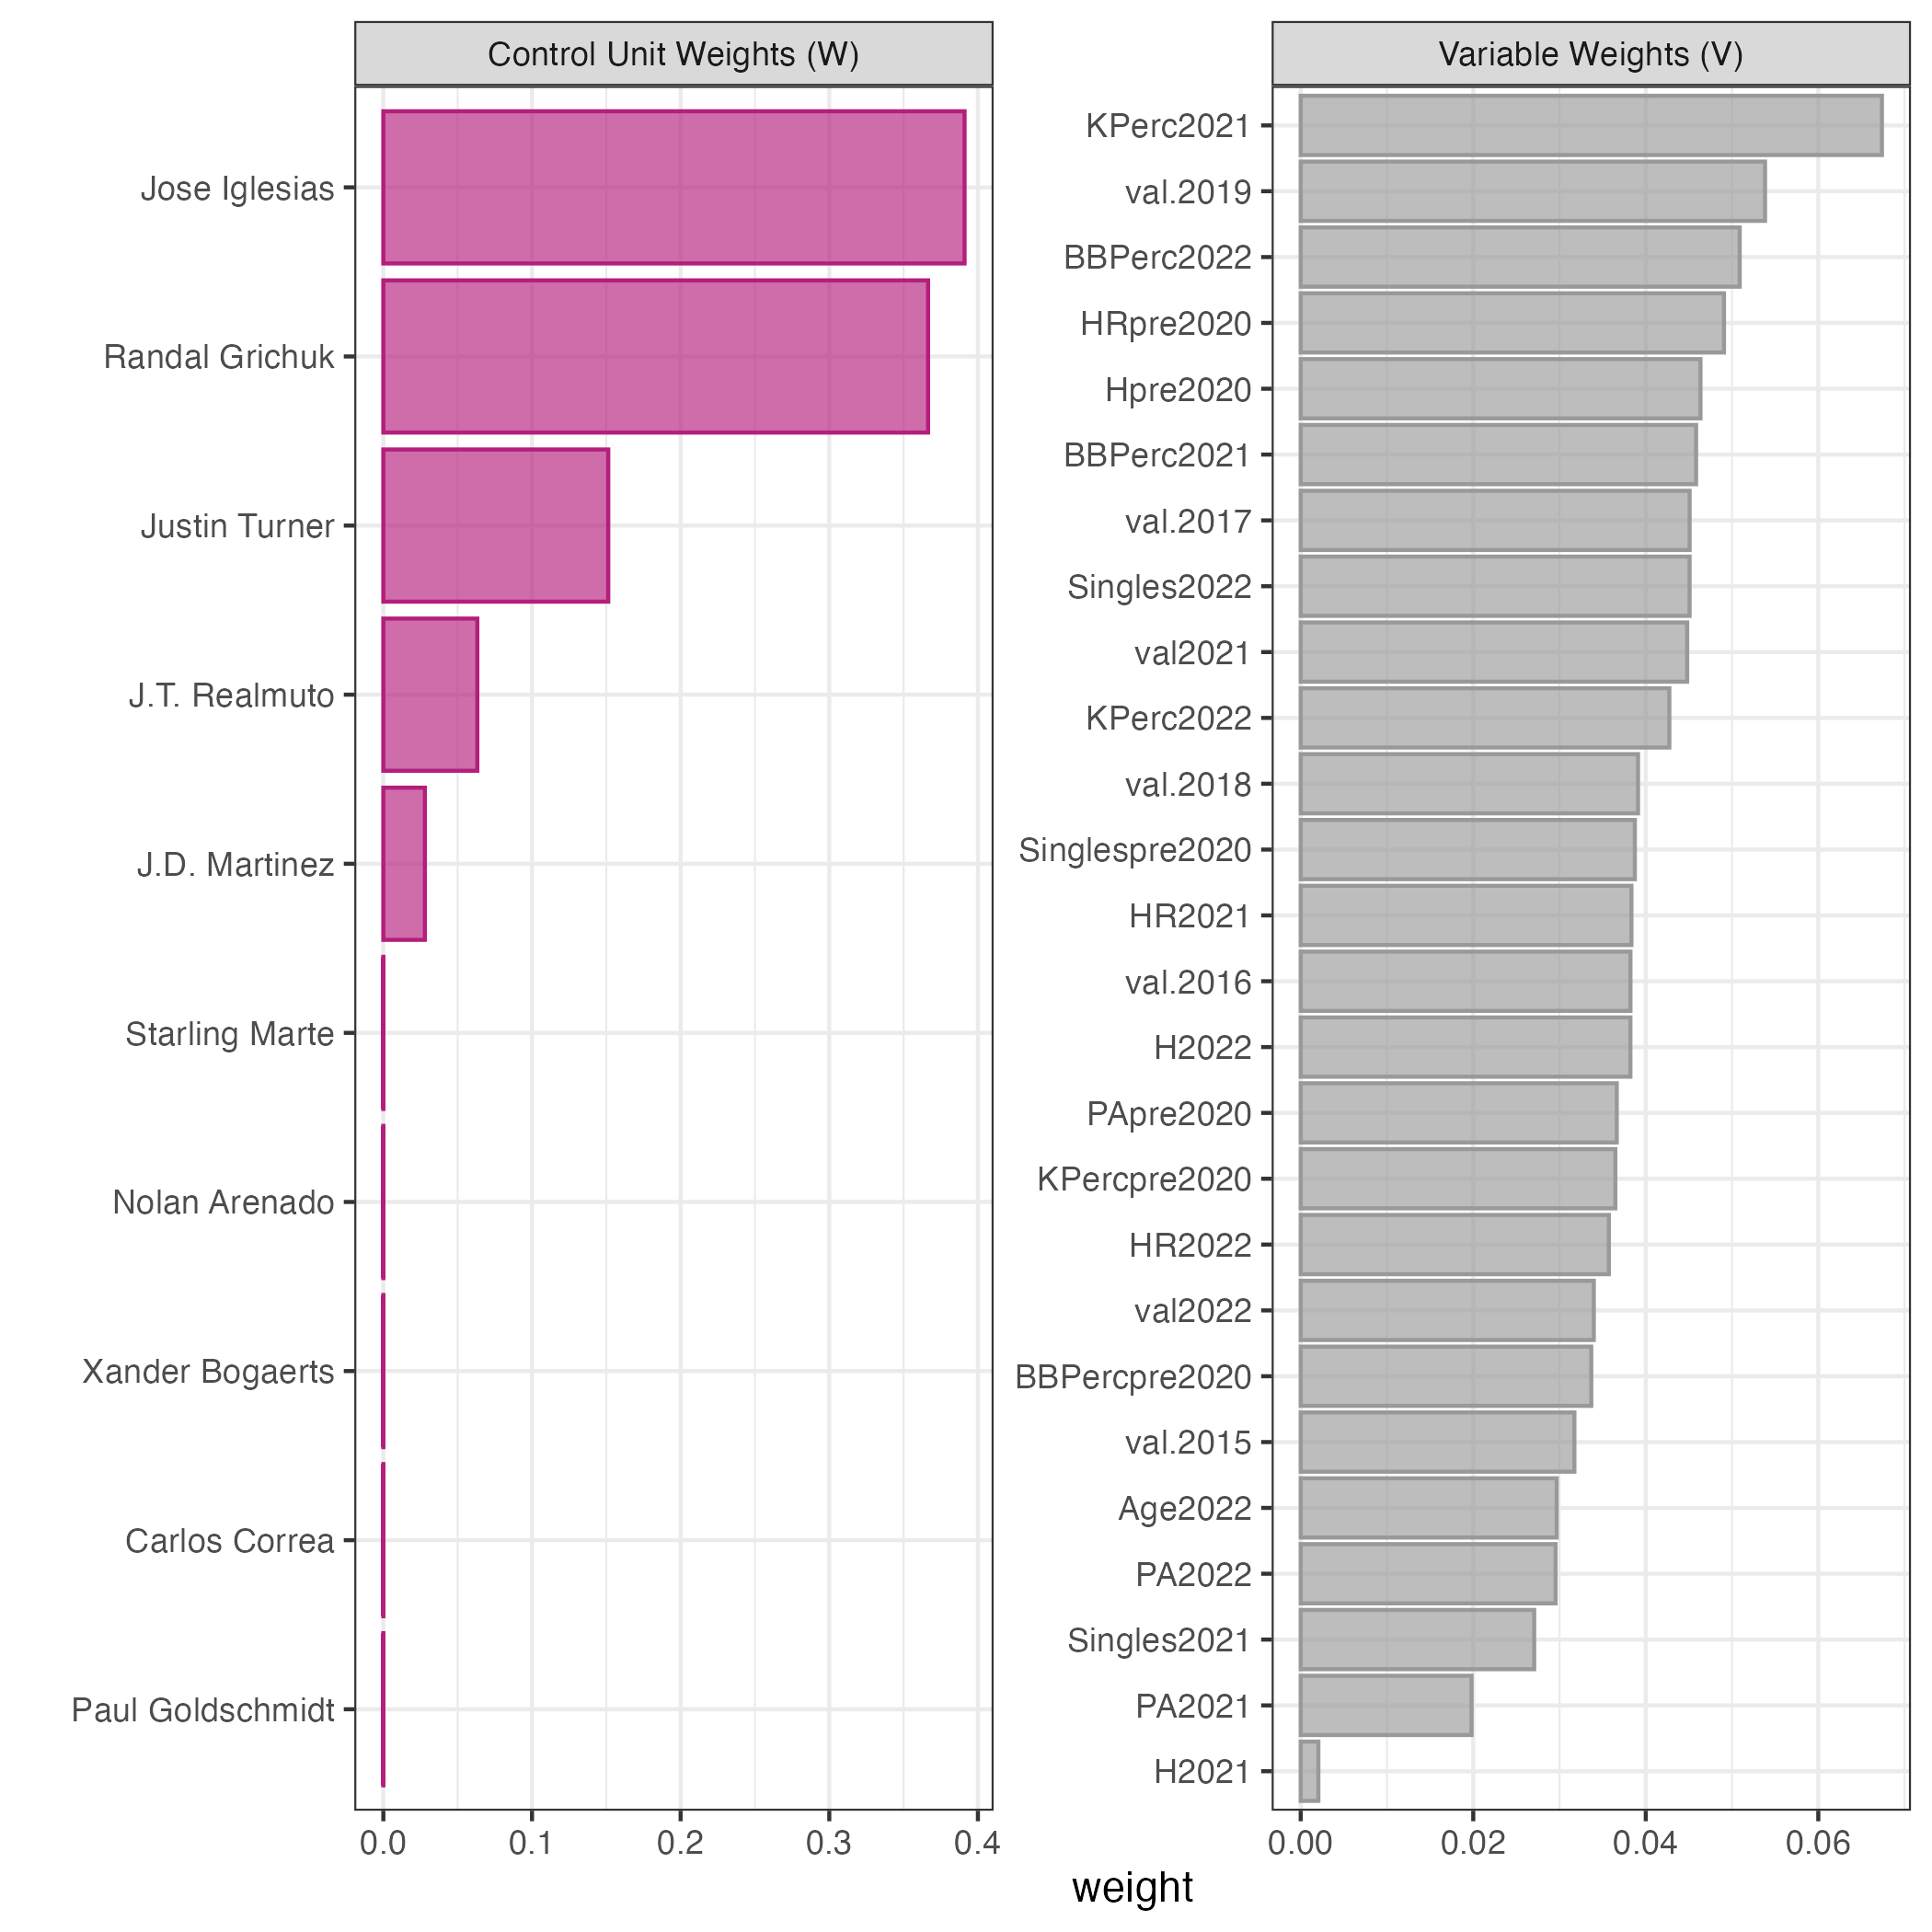 Control Unit Weights (W)
Jose Iglesias
Randal Grichuk
Justin Turner
J.T. Realmuto
J.D. Martinez
Starling Marte
Nolan Arenado
Xander Bogaerts
Carlos Correa
Paul Goldschmidt
0.0 0.1 0.2 0.3 0.4
Variable Weights (V)
KPerc2021
val.2019
BBPerc2022
HRpre2020
Hpre2020
BBPerc2021
val.2017
Singles2022
val2021
KPerc2022
val.2018
Singlespre2020
HR2021
val.2016
H2022
PApre2020
KPercpre2020
HR2022
val2022
BBPercpre2020
val.2015
Age2022
PA2022
Singles2021
PA2021
H2021
0.00 0.02 0.04 0.06
weight